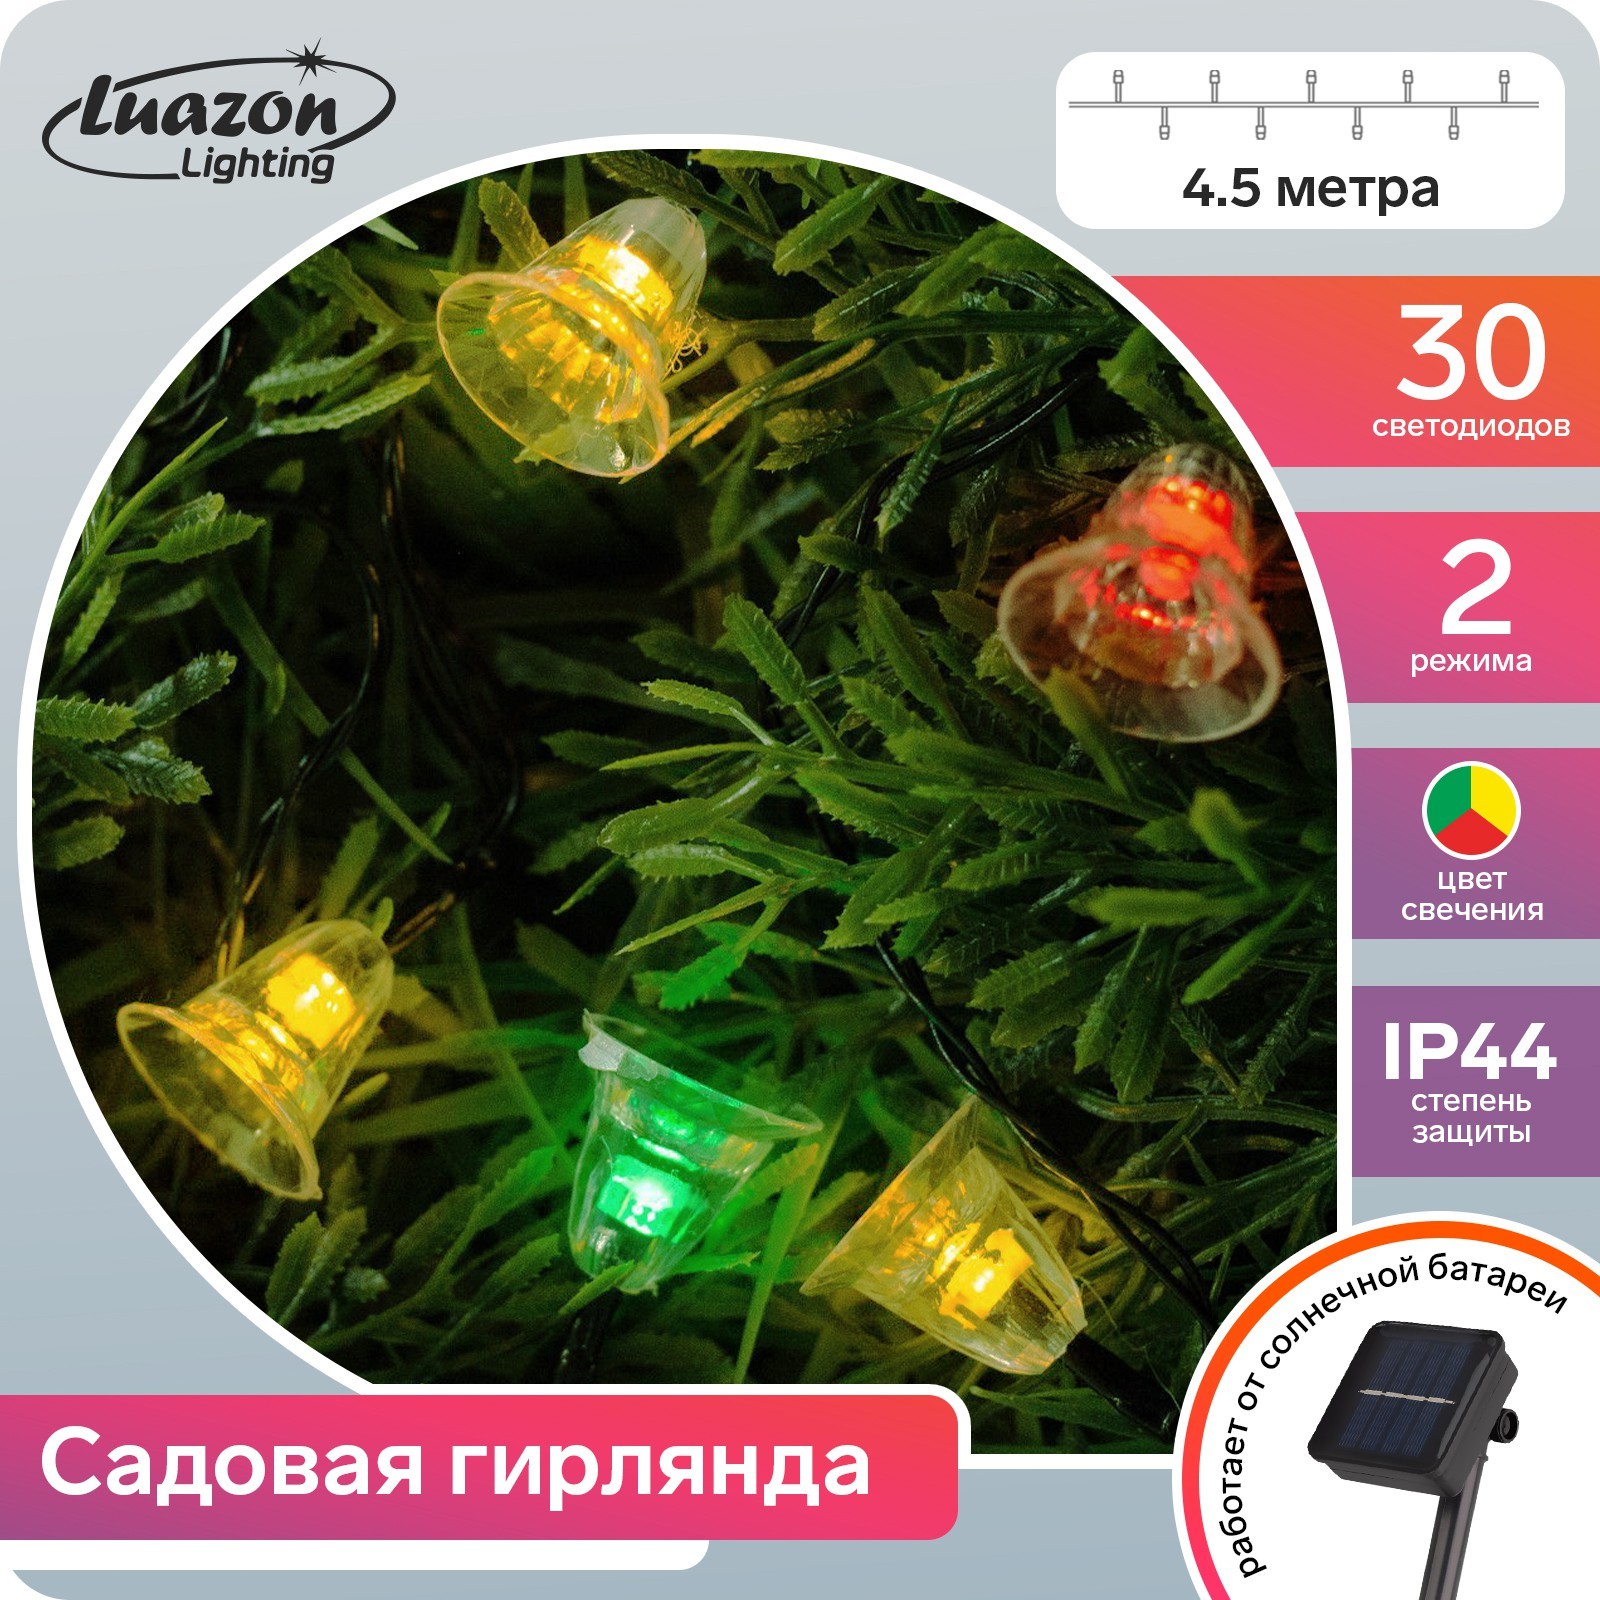 Luazon
Lighting
4.5 метра
30
светодиодов
2
режима
цвет
свечения
IP44
степень
защиты
работает от солнечной батареи
Садовая гирлянда